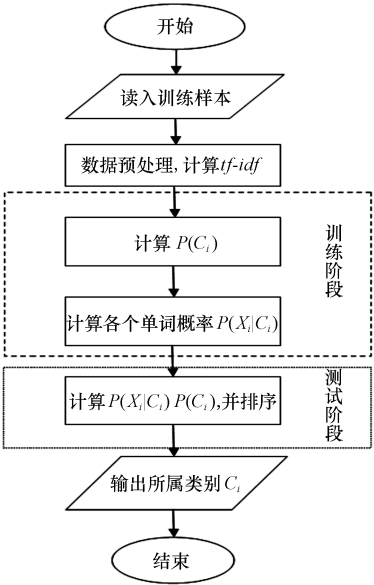 开始
读入训练样本
数据预处理,计算tf-idf
计算 P(Cᵢ)
训练阶段
计算各个单词概率 P(Xᵢ|Cᵢ)
计算P(Xᵢ|Cᵢ) P(Cᵢ),并排序
测试阶段
输出所属类别 Cᵢ
结束